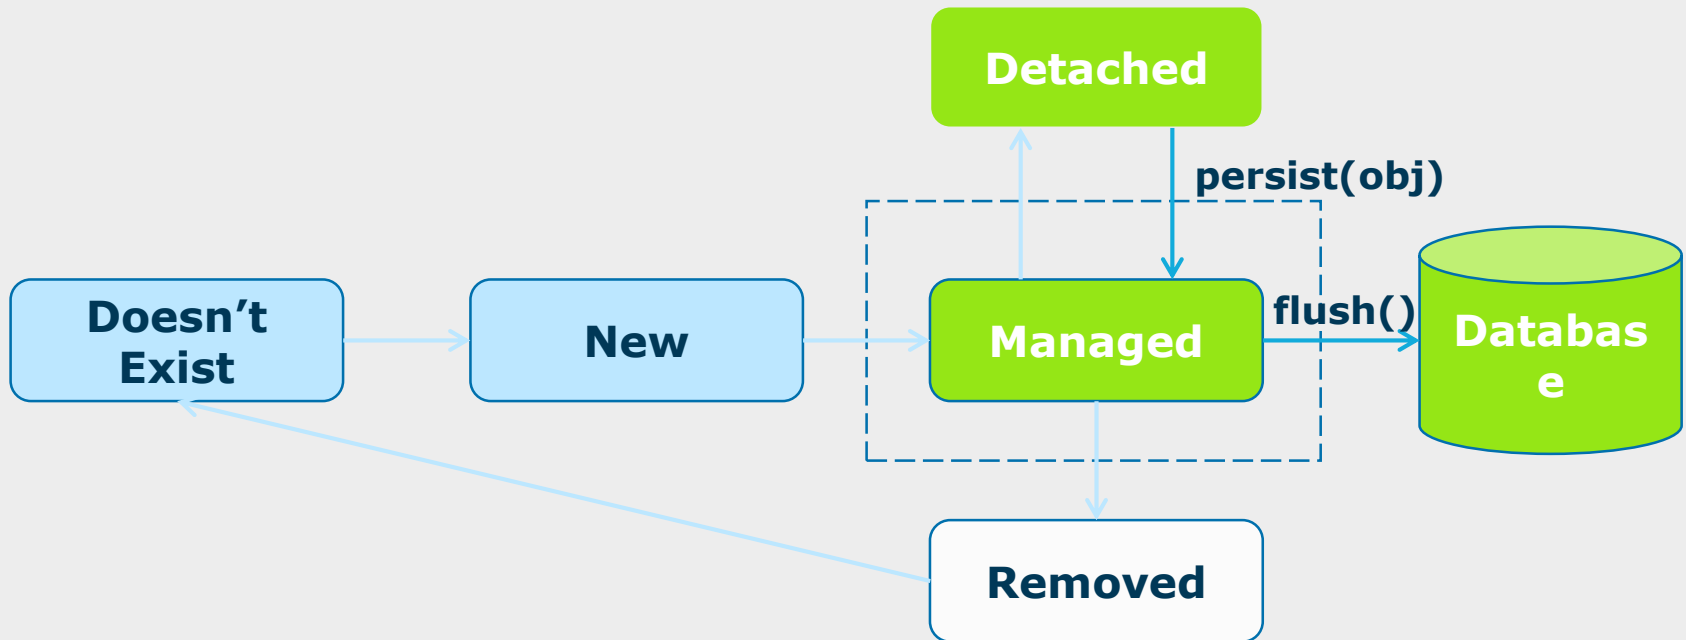 Detached
persist(obj)
Doesn’t
Exist
New
Managed
flush()
Databas
e
Removed